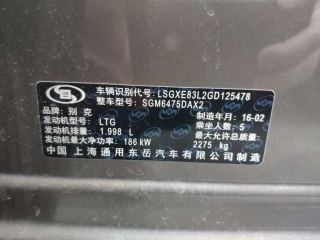 车辆识别代号: LSGXE83L2GD125478
整车型号: SGM6475DAX2
品牌: 别克 制造年月: 16-02
发动机型号: LTG 乘坐人数: 5
发动机排量: 1.998 L 最大允许总质量:
发动机最大净功率: 186 kW 2275 kg
中国 上海通用东岳汽车有限公司制造